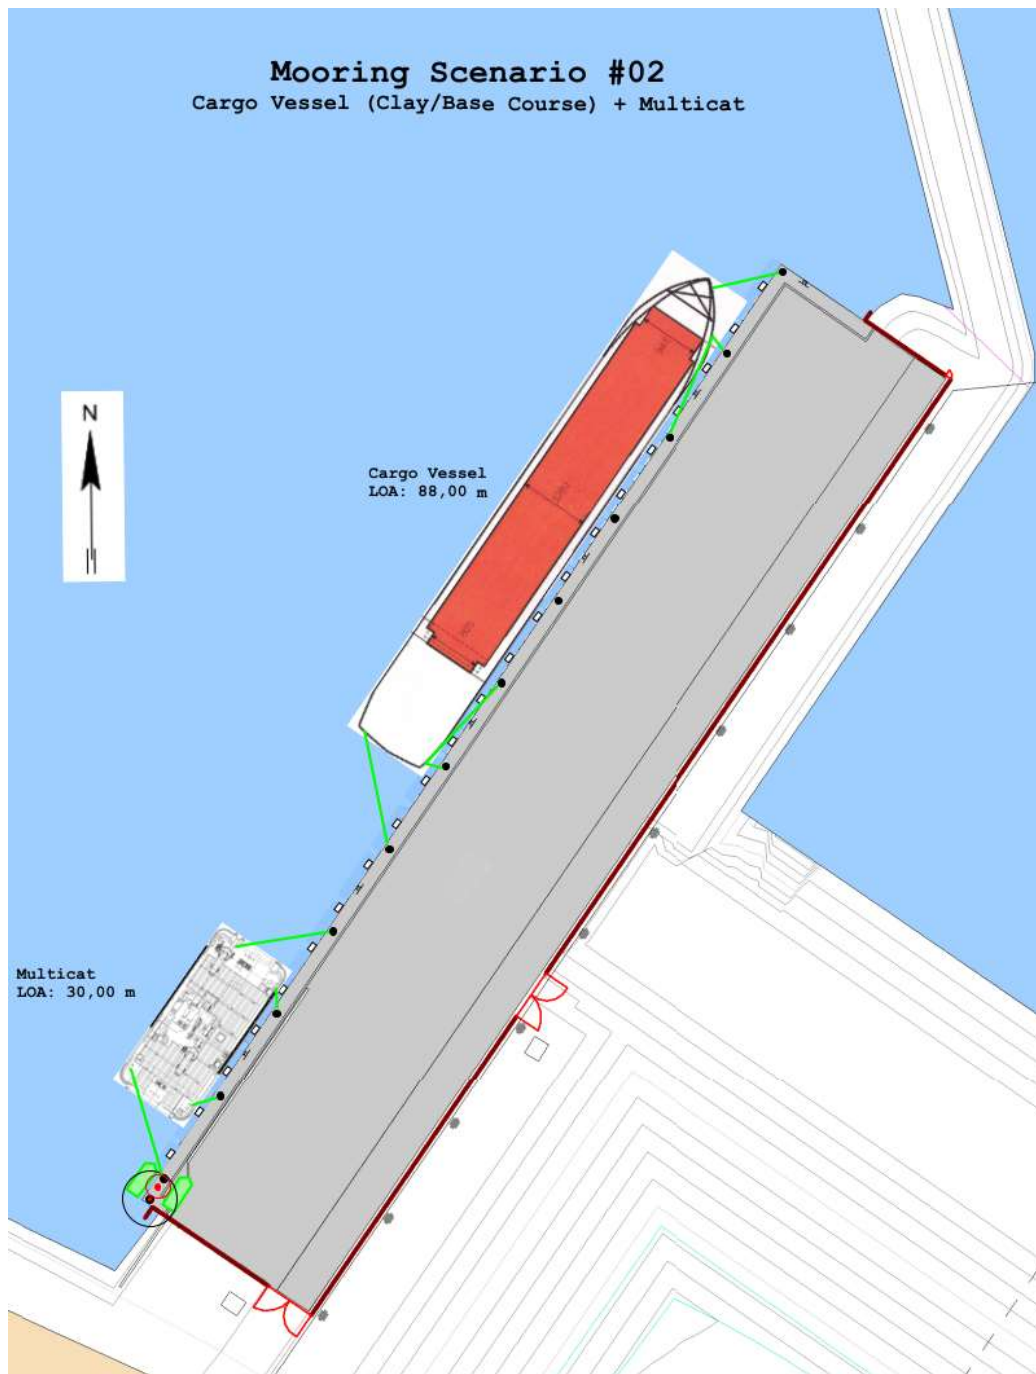 Mooring Scenario #02
Cargo Vessel (Clay/Base Course) + Multicat
N
Cargo Vessel
LOA: 88,00 m
Multicat
LOA: 30,00 m